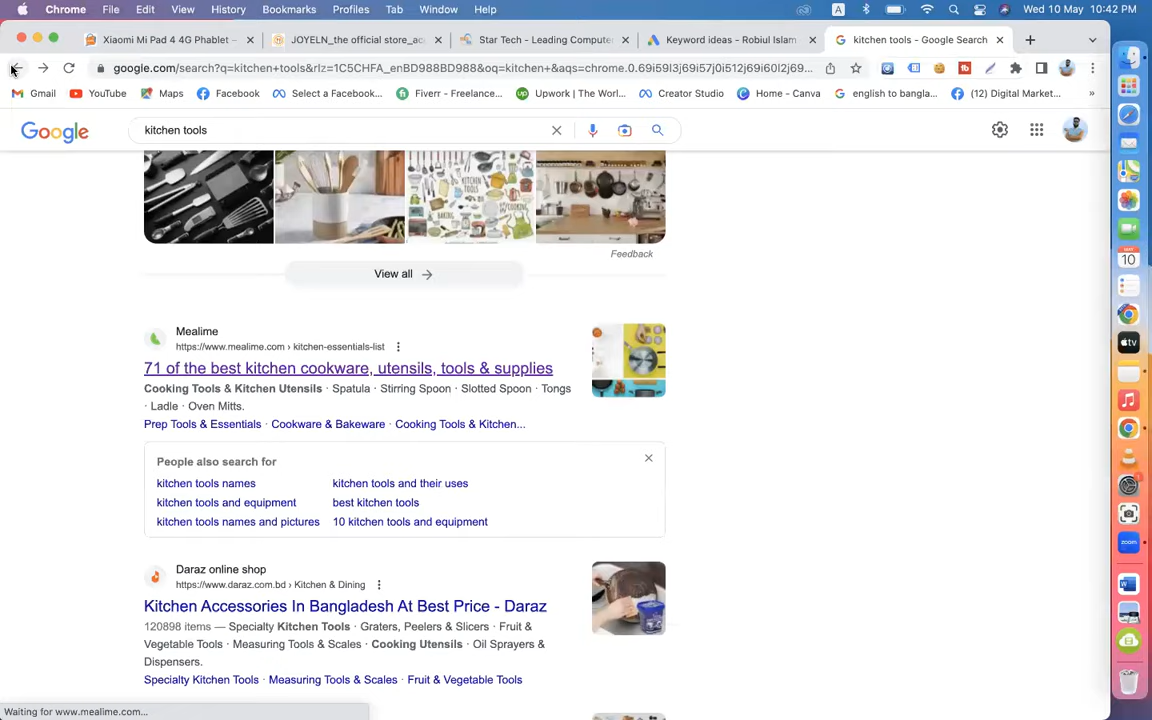 Chrome File Edit View History Bookmarks Profiles Tab Window Help A Wed 10 May 10:42 PM
Xiaomi Mi Pad 4 4G Phablet – JOYELN_the official store_ac Star Tech - Leading Compute Keyword ideas - Robiul Islam kitchen tools - Google Search
google.com/search?q=kitchen+tools&rlz=1C5CHFA_enBD988BD988&oq=kitchen+&aqs=chrome.0.69i59l3j69i57j0i512j69i60l2j69...
Gmail YouTube Maps Facebook Select a Facebook... Fiverr - Freelance... Upwork | The Worl... Creator Studio Home - Canva english to bangla... (12) Digital Market... »
Google kitchen tools
KITCHEN TOOLS
Feedback
View all
Mealime
https://www.mealime.com › kitchen-essentials-list
71 of the best kitchen cookware, utensils, tools & supplies
Cooking Tools & Kitchen Utensils · Spatula · Stirring Spoon · Slotted Spoon · Tongs
· Ladle · Oven Mitts.
Prep Tools & Essentials · Cookware & Bakeware · Cooking Tools & Kitchen...
People also search for
kitchen tools names kitchen tools and their uses
kitchen tools and equipment best kitchen tools
kitchen tools names and pictures 10 kitchen tools and equipment
Daraz online shop
https://www.daraz.com.bd › Kitchen & Dining
Kitchen Accessories In Bangladesh At Best Price - Daraz
120898 items — Specialty Kitchen Tools · Graters, Peelers & Slicers · Fruit &
Vegetable Tools · Measuring Tools & Scales · Cooking Utensils · Oil Sprayers &
Dispensers.
Specialty Kitchen Tools · Measuring Tools & Scales · Fruit & Vegetable Tools
Waiting for www.mealime.com...